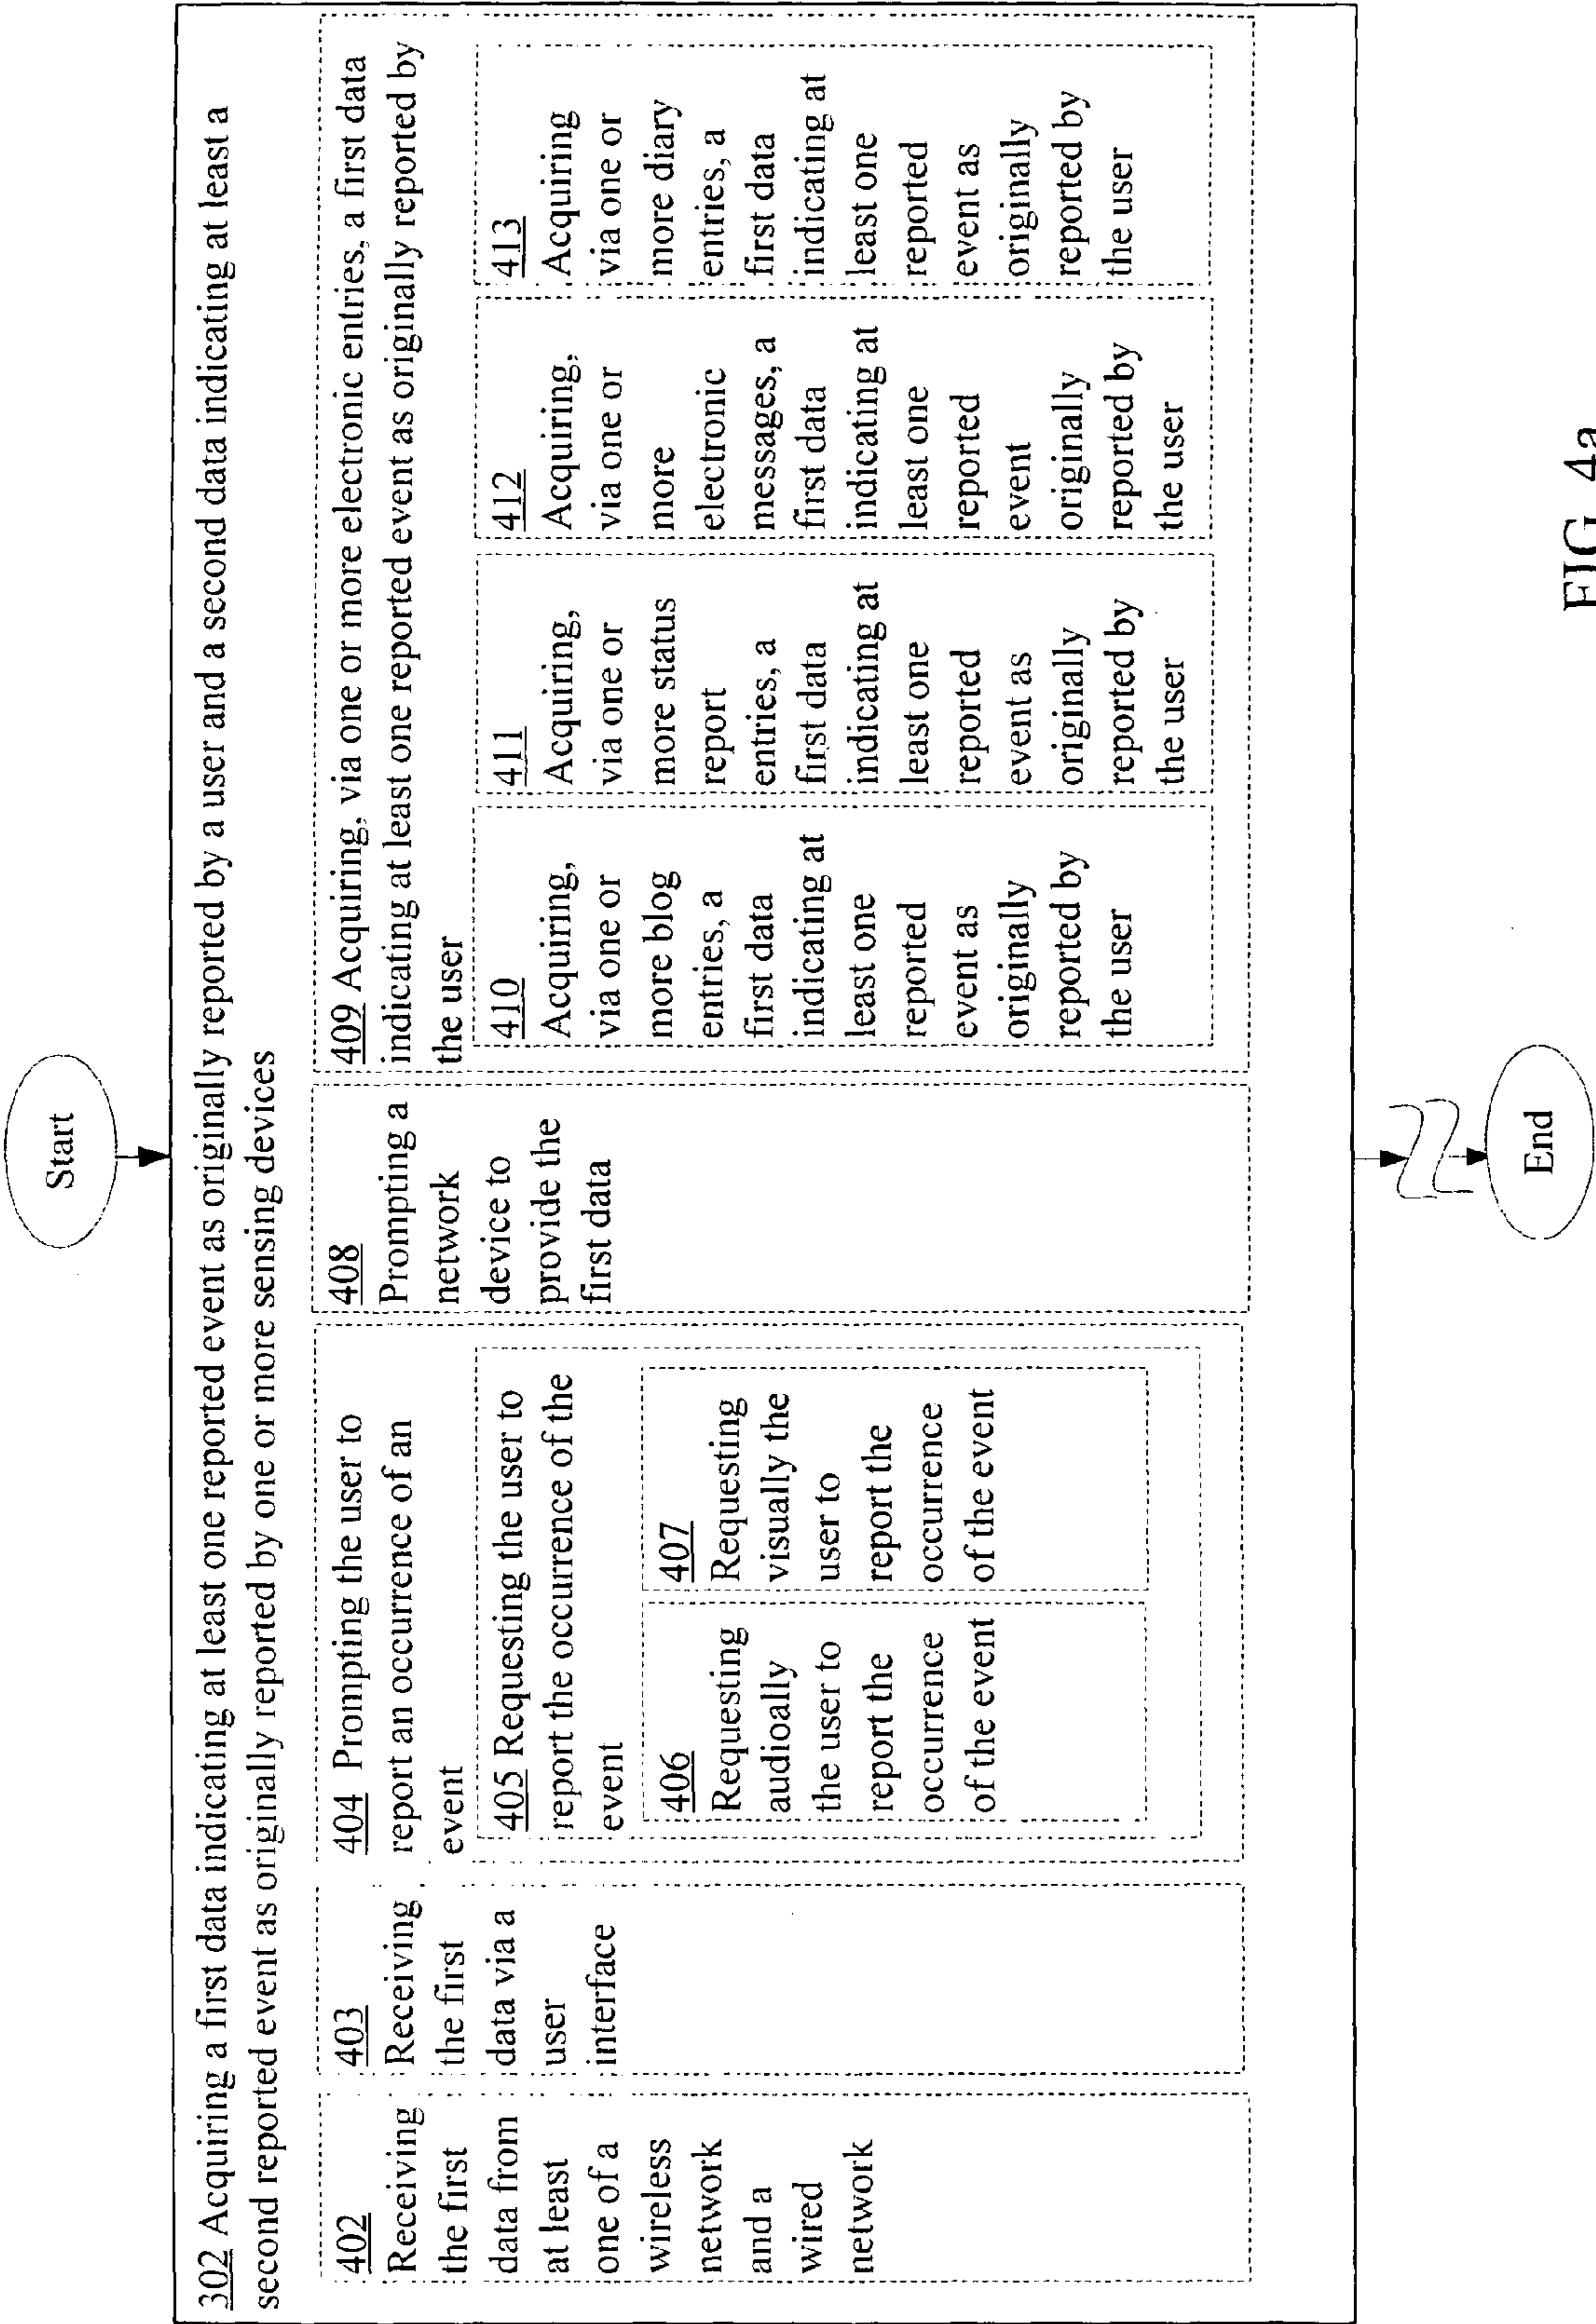 Start
302 Acquiring a first data indicating at least one reported event as originally reported by a user and a second data indicating at least a
second reported event as originally reported by one or more sensing devices
402
Receiving
the first
data from
at least
one of a
wireless
network
and a
wired
network
403
Receiving
the first
data via a
user
interface
404 Prompting the user to
report an occurrence of an
event
405 Requesting the user to
report the occurrence of the
event
406
Requesting
audioally
the user to
report the
occurrence
of the event
407
Requesting
visually the
user to
report the
occurrence
of the event
408
Prompting a
network
device to
provide the
first data
409 Acquiring, via one or more electronic entries, a first data
indicating at least one reported event as originally reported by
the user
410
Acquiring,
via one or
more blog
entries, a
first data
indicating at
least one
reported
event as
originally
reported by
the user
411
Acquiring,
via one or
more status
report
entries, a
first data
indicating at
least one
reported
event as
originally
reported by
the user
412
Acquiring,
via one or
more
electronic
messages, a
first data
indicating at
least one
reported
event
originally
reported by
the user
413
Acquiring
via one or
more diary
entries, a
first data
indicating at
least one
reported
event as
originally
reported by
the user
End
FIG. 4a